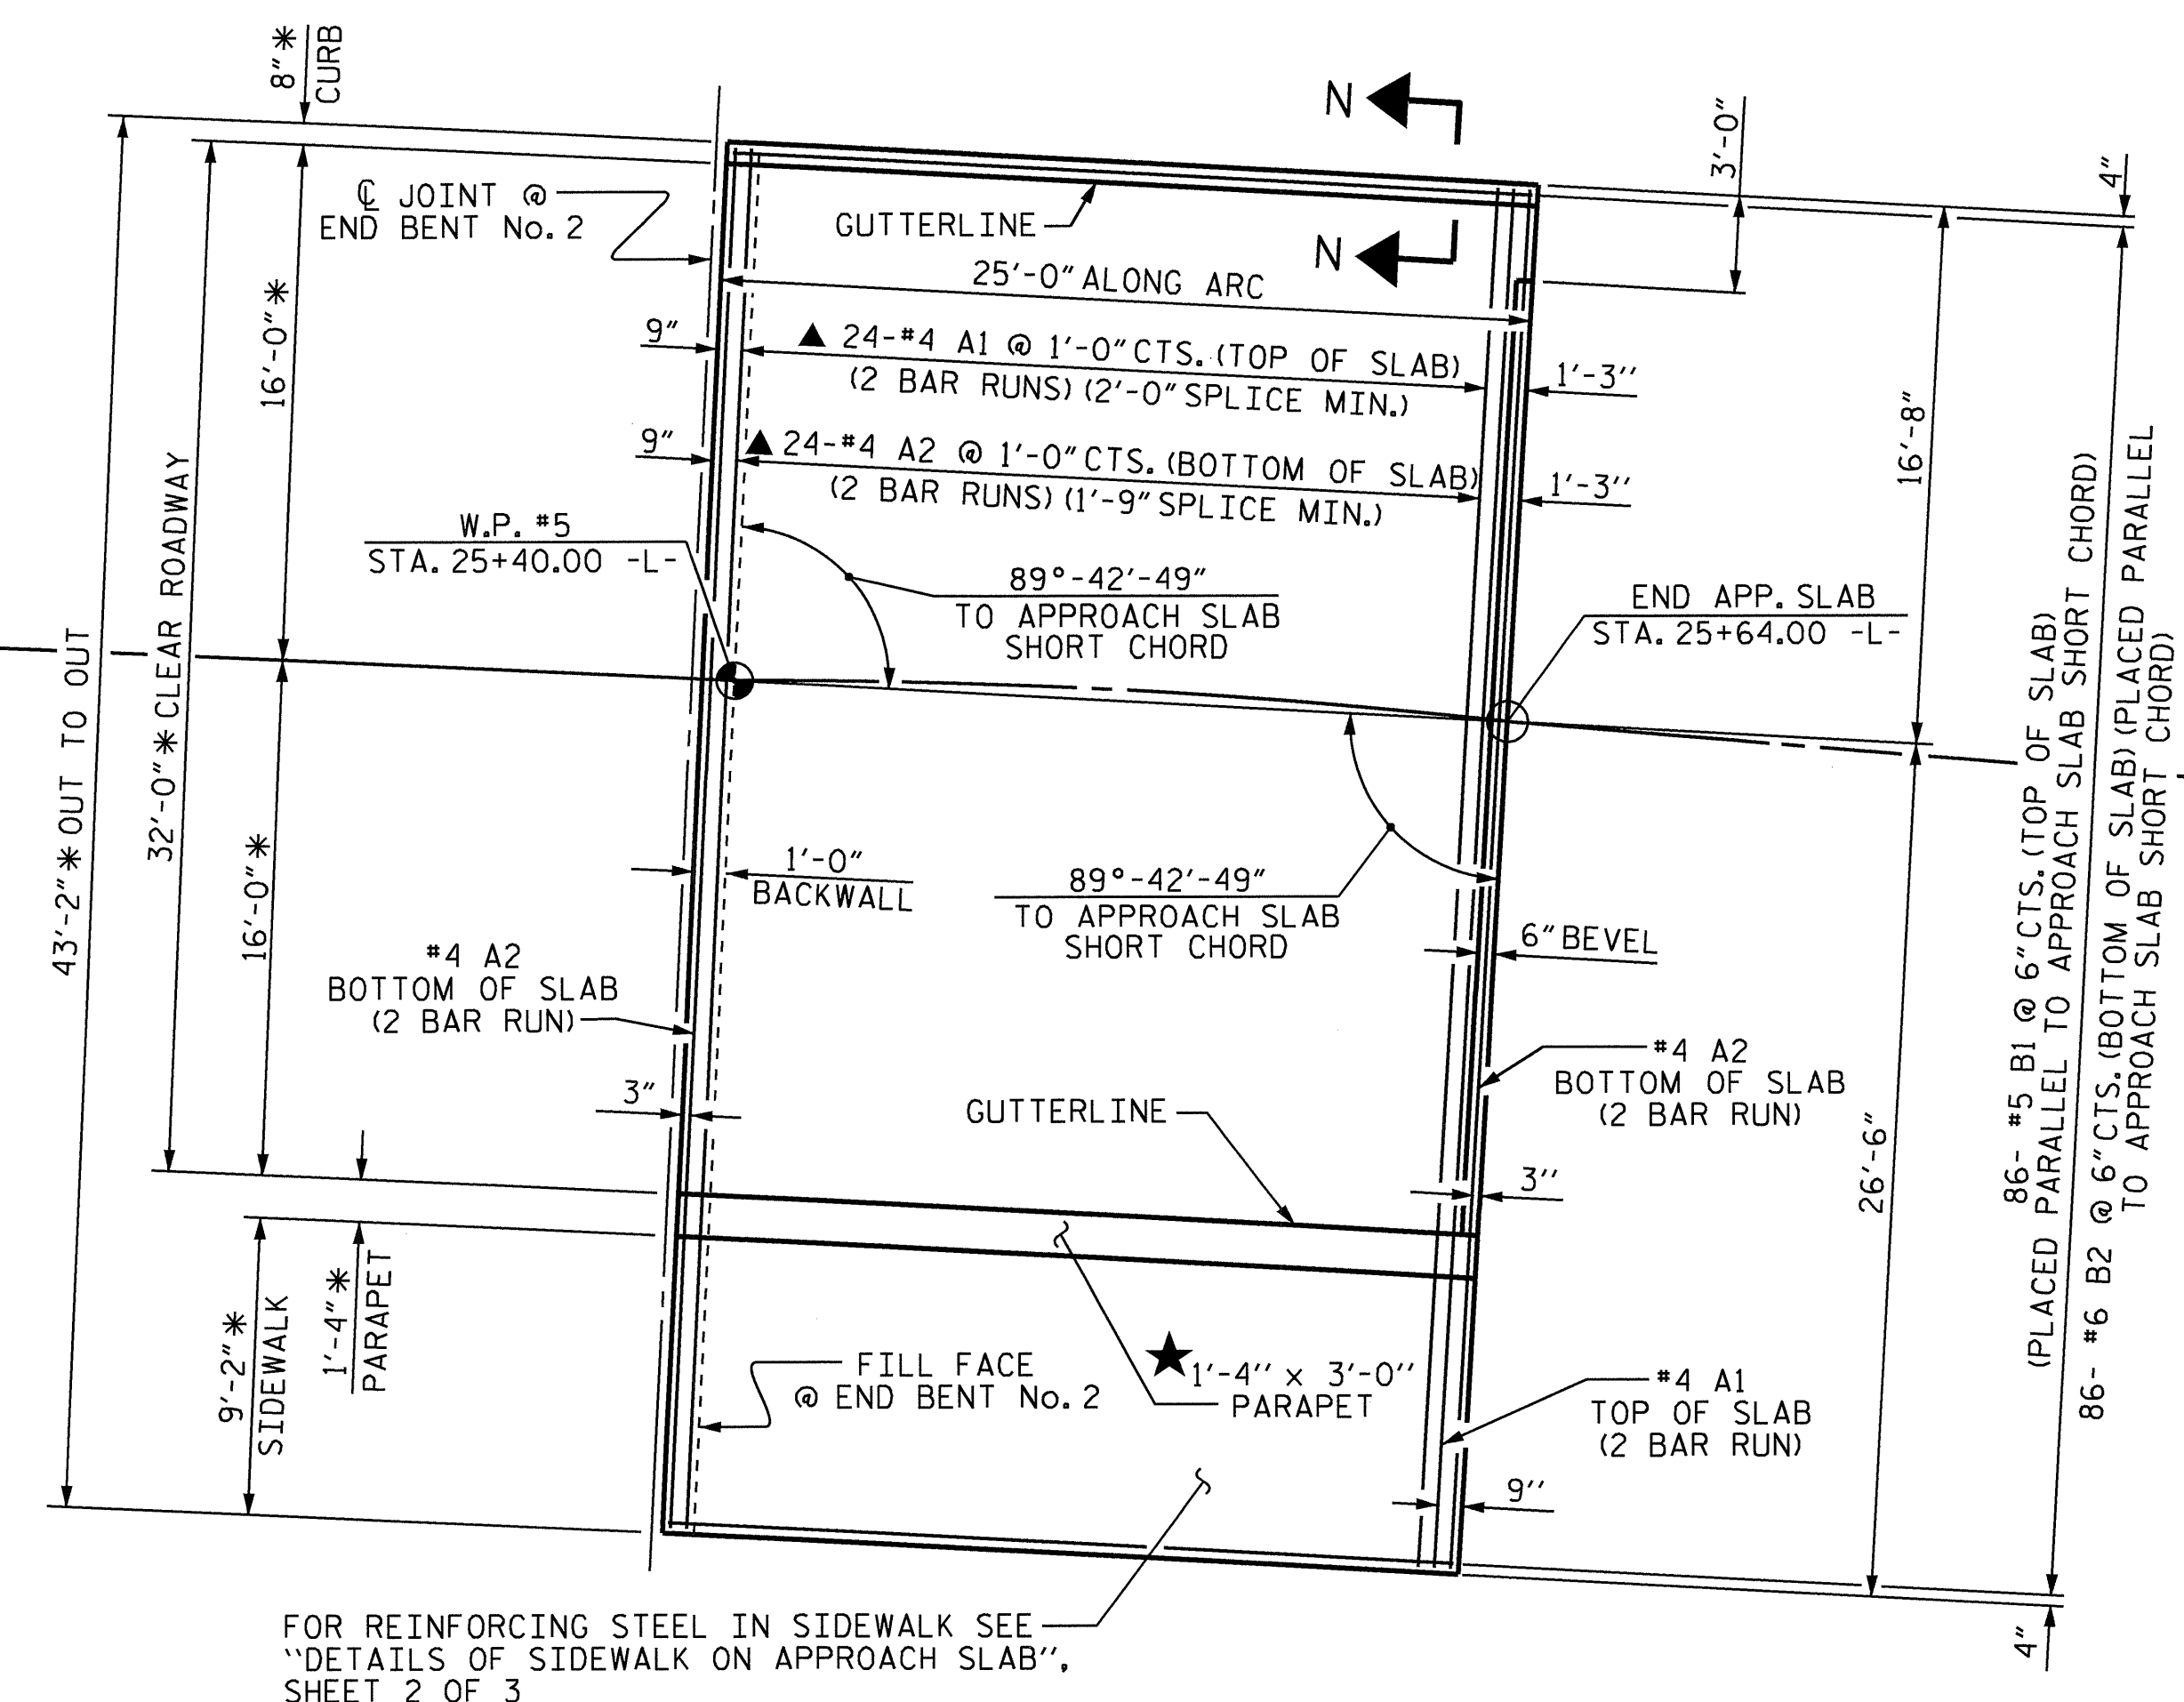 8"*
CURB
N
3'-0"
4"
℄ JOINT @
END BENT No. 2
GUTTERLINE
N
25'-0" ALONG ARC
16'-0"*
9"
▲ 24-#4 A1 @ 1'-0" CTS. (TOP OF SLAB)
(2 BAR RUNS) (2'-0" SPLICE MIN.)
1'-3"
9"
▲ 24-#4 A2 @ 1'-0" CTS. (BOTTOM OF SLAB)
(2 BAR RUNS) (1'-9" SPLICE MIN.)
1'-3"
16'-8"
W.P. #5
STA. 25+40.00 -L-
89°-42'-49"
TO APPROACH SLAB
SHORT CHORD
END APP. SLAB
STA. 25+64.00 -L-
43'-2"* OUT TO OUT
32'-0"* CLEAR ROADWAY
16'-0"*
1'-0"
BACKWALL
89°-42'-49"
TO APPROACH SLAB
SHORT CHORD
6" BEVEL
#4 A2
BOTTOM OF SLAB
(2 BAR RUN)
3"
GUTTERLINE
#4 A2
BOTTOM OF SLAB
(2 BAR RUN)
3"
26'-6"
86- #5 B1 @ 6" CTS. (TOP OF SLAB)
(PLACED PARALLEL TO APPROACH SLAB SHORT CHORD)
86- #6 B2 @ 6" CTS. (BOTTOM OF SLAB) (PLACED PARALLEL
TO APPROACH SLAB SHORT CHORD)
9'-2"*
SIDEWALK
1'-4"*
PARAPET
FILL FACE
@ END BENT No. 2
★ 1'-4" x 3'-0"
PARAPET
#4 A1
TOP OF SLAB
(2 BAR RUN)
9"
4"
FOR REINFORCING STEEL IN SIDEWALK SEE
"DETAILS OF SIDEWALK ON APPROACH SLAB",
SHEET 2 OF 3